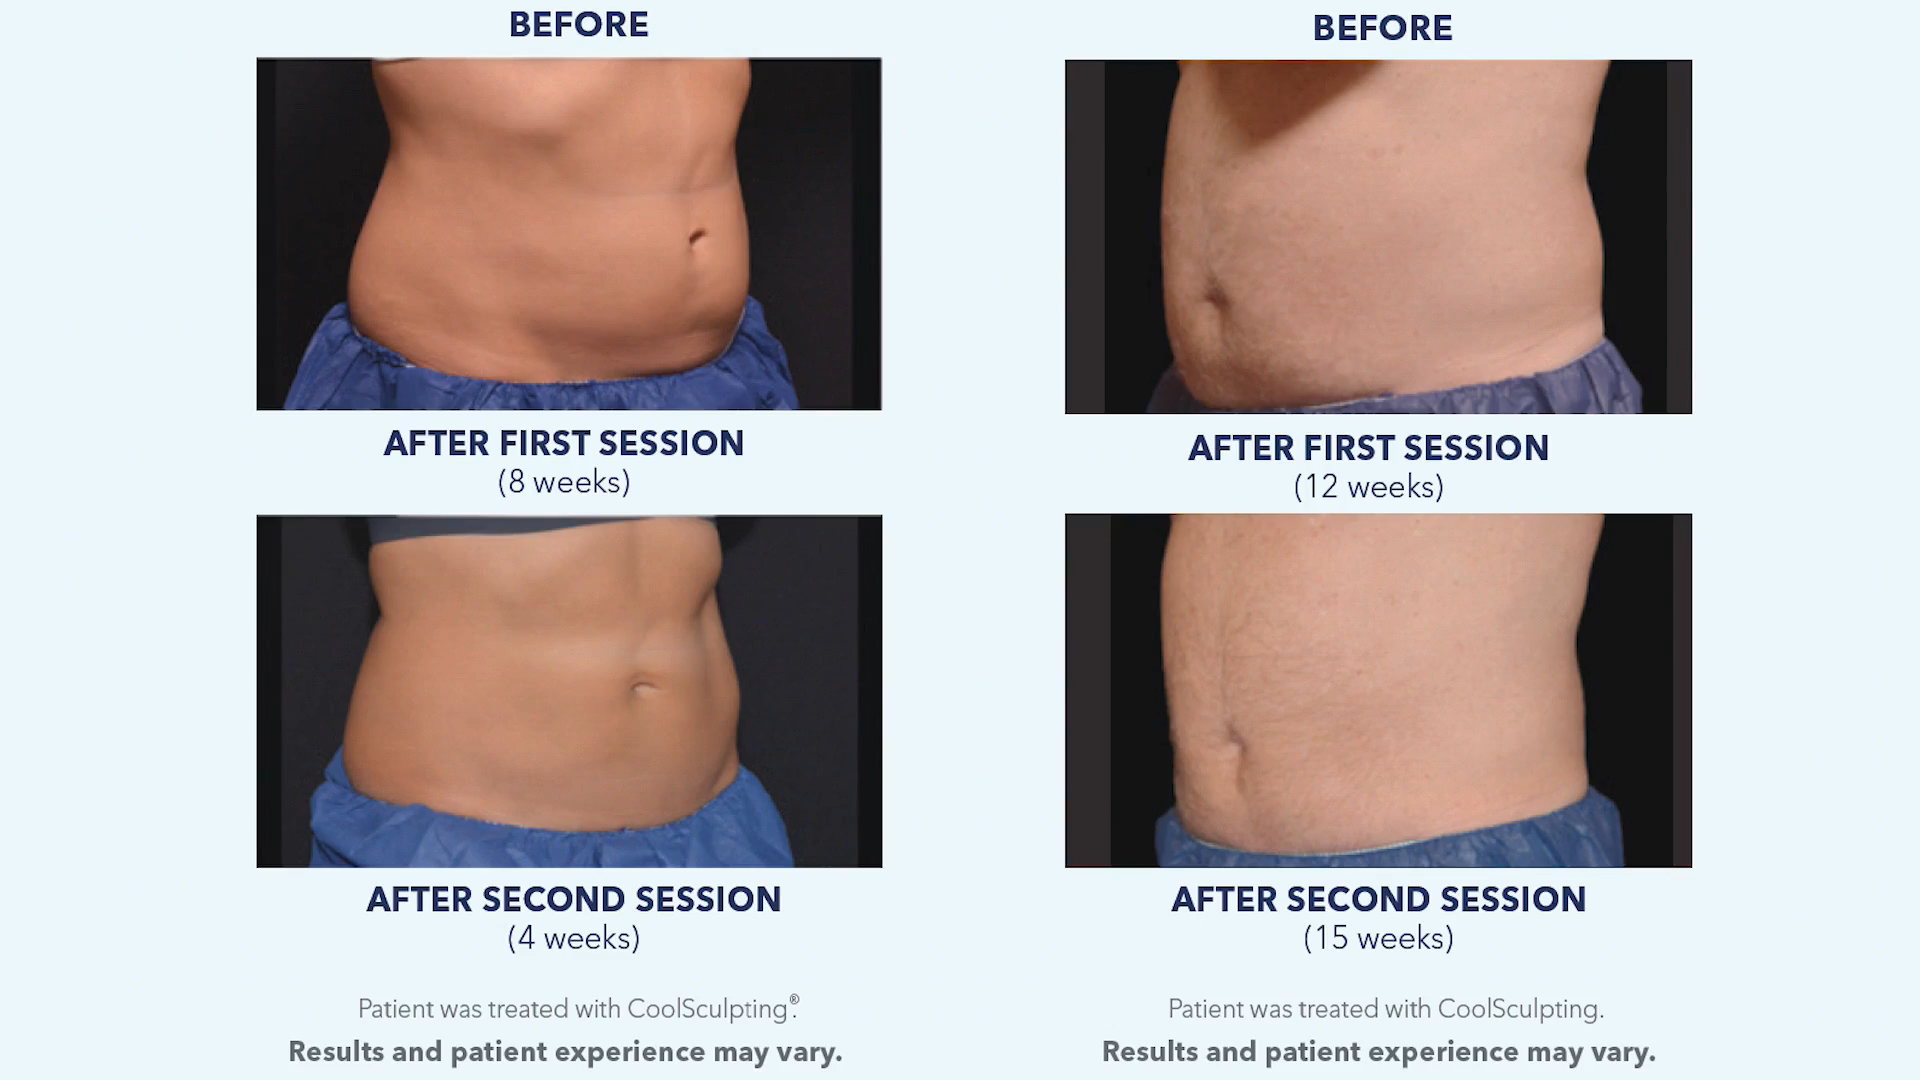 BEFORE
AFTER FIRST SESSION
(8 weeks)
AFTER SECOND SESSION
(4 weeks)
Patient was treated with CoolSculpting®.
Results and patient experience may vary.
BEFORE
AFTER FIRST SESSION
(12 weeks)
AFTER SECOND SESSION
(15 weeks)
Patient was treated with CoolSculpting.
Results and patient experience may vary.